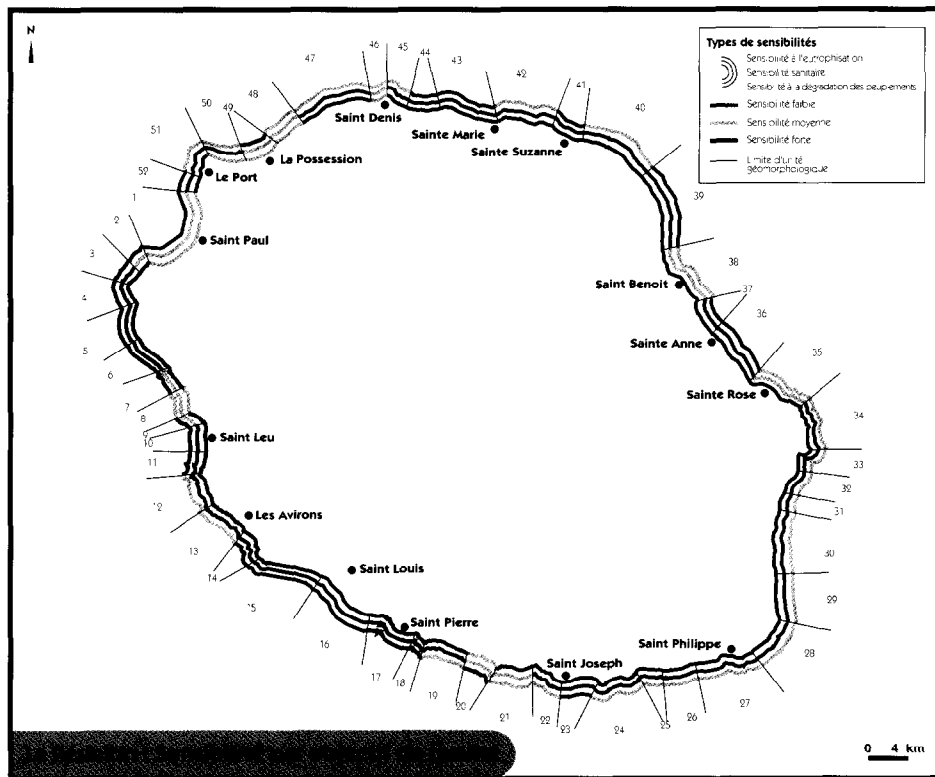 N
47
46
45
44
43
42
41
40
48
49
50
51
52
1
2
3
4
5
6
7
8
9
10
11
12
13
14
15
16
17
18
19
20
21
22
23
24
25
26
27
28
29
30
31
32
33
34
35
36
37
38
39
Types de sensibilités
Sensibilité à l'eutrophisation
Sensibilité sanitaire
Sensibilité à la dégradation des peuplements
Sensibilité faible
Sensibilité moyenne
Sensibilité forte
Limite d'unité
géomorphologique
Saint Denis
Sainte Marie
Sainte Suzanne
La Possession
Le Port
Saint Paul
Saint Benoit
Sainte Anne
Sainte Rose
Saint Leu
Les Avirons
Saint Louis
Saint Pierre
Saint Joseph
Saint Philippe
0 4 km